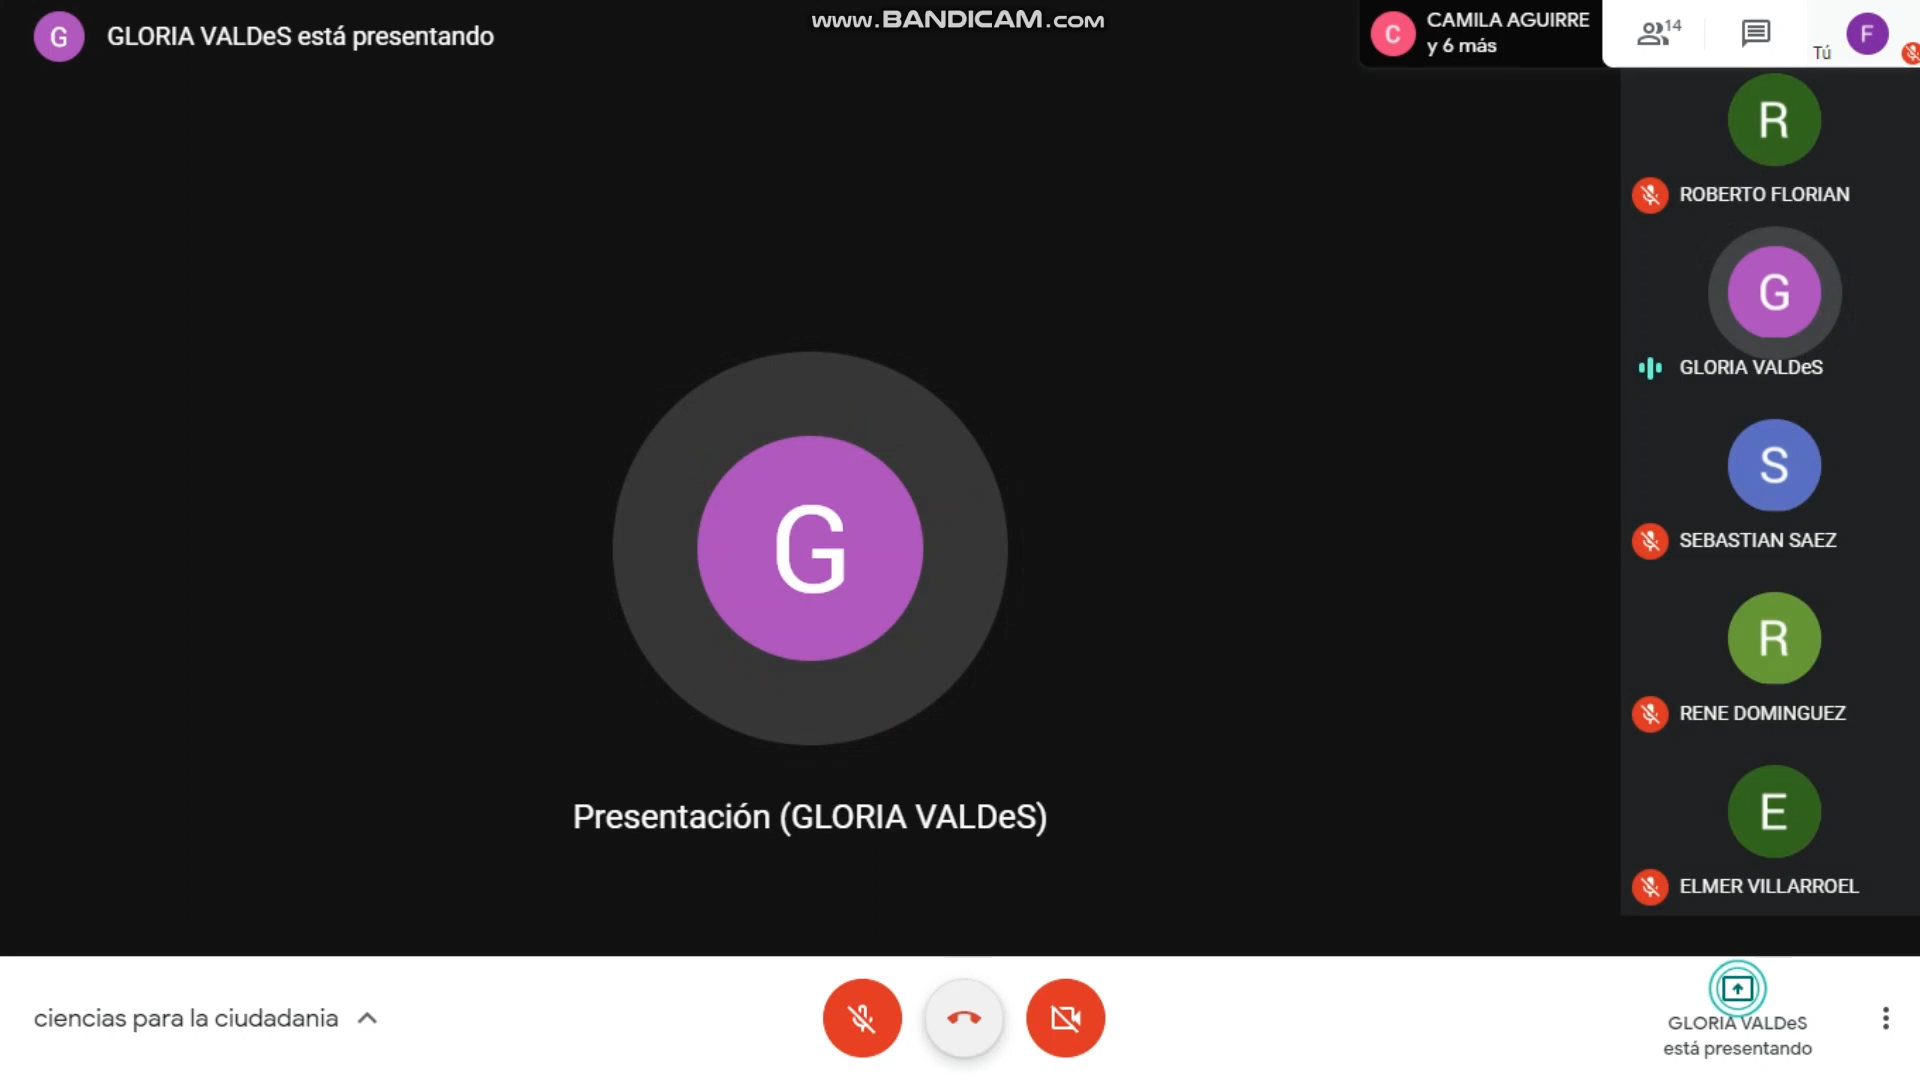 G
GLORIA VALDeS está presentando
www.BANDICAM.com
C
CAMILA AGUIRRE
y 6 más
14
Tú
F
R
ROBERTO FLORIAN
G
GLORIA VALDeS
S
SEBASTIAN SAEZ
R
RENE DOMINGUEZ
E
ELMER VILLARROEL
G
Presentación (GLORIA VALDeS)
ciencias para la ciudadania
GLORIA VALDeS
está presentando